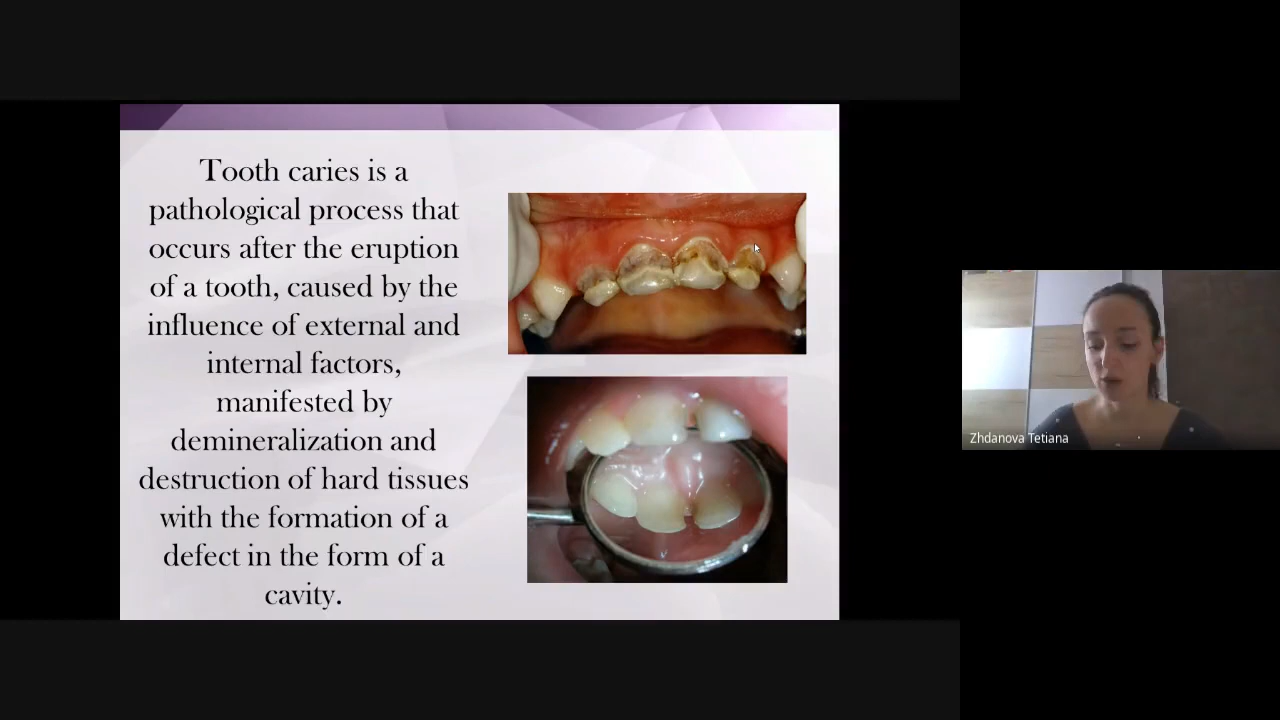 Tooth caries is a
pathological process that
occurs after the eruption
of a tooth, caused by the
influence of external and
internal factors,
manifested by
demineralization and
destruction of hard tissues
with the formation of a
defect in the form of a
cavity.
Zhdanova Tetiana